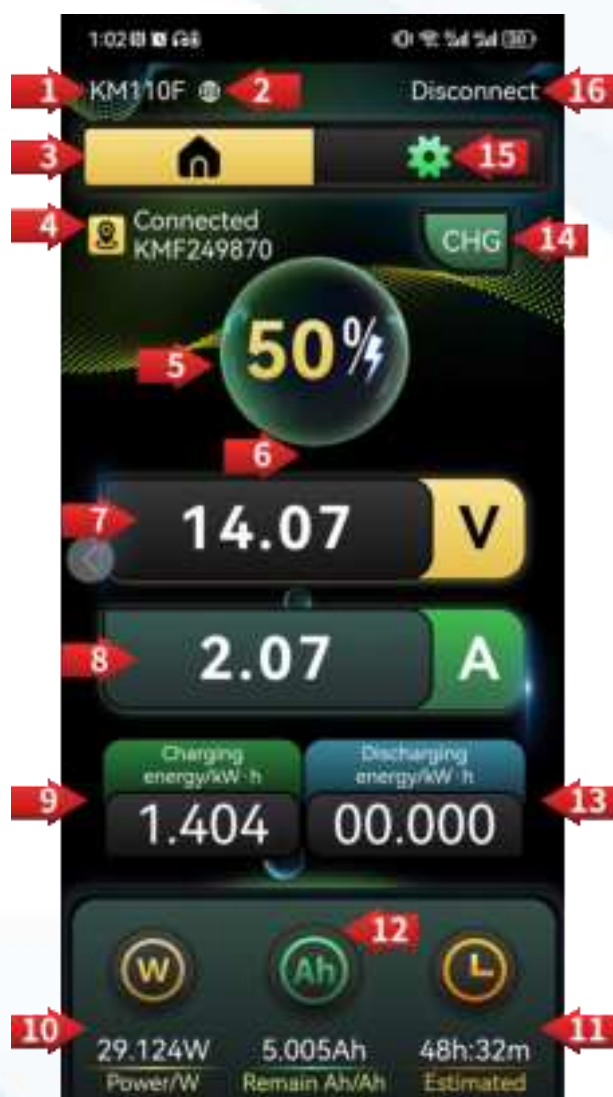 1:02
1 KM110F 2 Disconnect 16
3 15
4 Connected
KMF249870
CHG 14
5 50%
6
7 14.07 V
8 2.07 A
Charging
energy/kW·h
Discharging
energy/kW·h
9 1.404 00.000 13
12
W Ah
10 11
29.124W 5.005Ah 48h:32m
Power/W Remain Ah/Ah Estimated